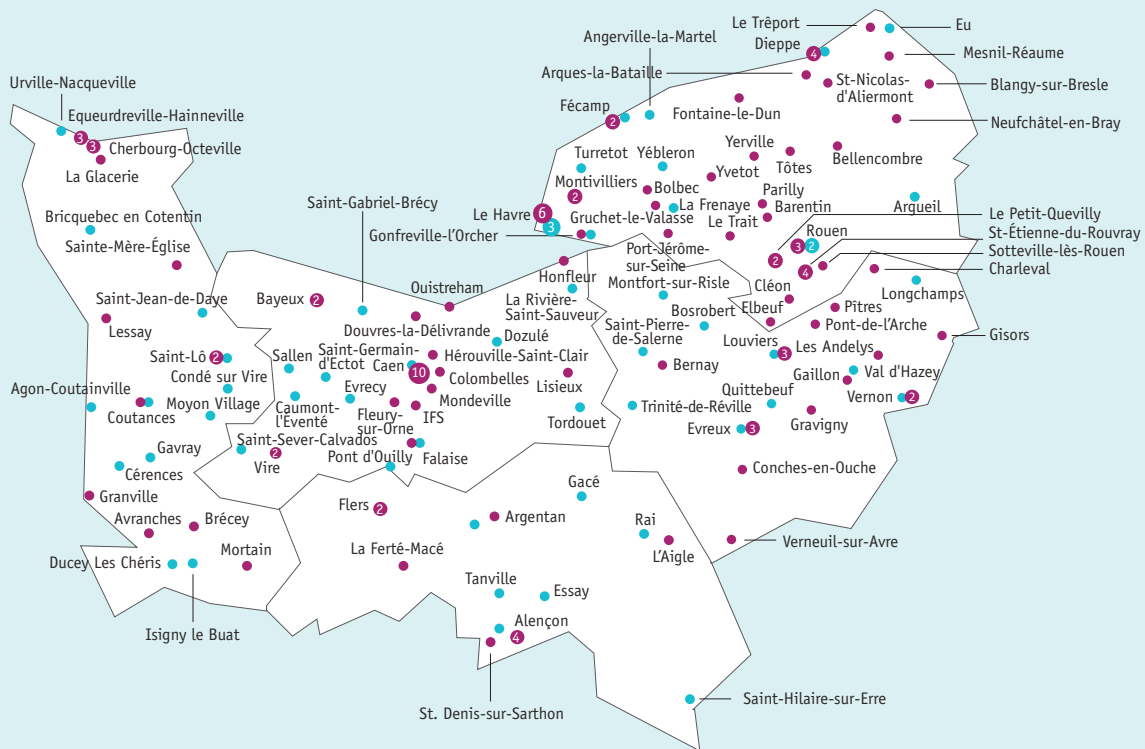 Le Trêport
Eu
Angerville-la-Martel
Dieppe
4
Mesnil-Réaume
Arques-la-Bataille
Urville-Nacqueville
St-Nicolas-
d'Aliermont
Blangy-sur-Bresle
Equeurdreville-Hainneville
Fécamp
2
Fontaine-le-Dun
Neufchâtel-en-Bray
3
3
Cherbourg-Octeville
La Glacerie
Turretot
Yébleron
Yerville
Tôtes
Bellencombre
Montivilliers
2
Bolbec
Yvetot
Saint-Gabriel-Brécy
Parilly
Argueil
Bricquebec en Cotentin
Le Havre
6
3
La Frenaye
Barentin
Le Petit-Quevilly
Gruchet-le-Valasse
Le Trait
Rouen
3
2
St-Étienne-du-Rouvray
Sainte-Mère-Église
Gonfreville-l'Orcher
Port-Jérôme-
sur-Seine
2
4
Sotteville-lès-Rouen
Charleval
Honfleur
Cléon
Longchamps
Ouistreham
Montfort-sur-Risle
Saint-Jean-de-Daye
Bayeux
2
La Rivière-
Saint-Sauveur
Elbeuf
Pîtres
Bosrobert
Lessay
Douvres-la-Délivrande
Dozulé
Saint-Pierre-
de-Salerne
Pont-de-l'Arche
Gisors
Louviers
3
Les Andelys
Saint-Lô
2
Sallen
Saint-Germain-
d'Ectot
Caen
10
Hérouville-Saint-Clair
Bernay
Colombelles
Lisieux
Gaillon
Val d'Hazey
Condé sur Vire
Agon-Coutainville
Evrecy
Mondeville
Quittebeuf
Vernon
2
Coutances
Moyon Village
Caumont-
l'Eventé
Fleury-
sur-Orne
IFS
Tordouet
Trinité-de-Réville
Gravigny
Evreux
3
Saint-Sever-Calvados
2
Vire
Pont d'Ouilly
Falaise
Gavray
Cérences
Conches-en-Ouche
Gacé
Granville
Flers
2
Argentan
Avranches
Brécey
Rai
L'Aigle
Verneuil-sur-Avre
Ducey Les Chéris
Mortain
La Ferté-Macé
Tanville
Essay
Isigny le Buat
Alençon
4
Saint-Hilaire-sur-Erre
St. Denis-sur-Sarthon